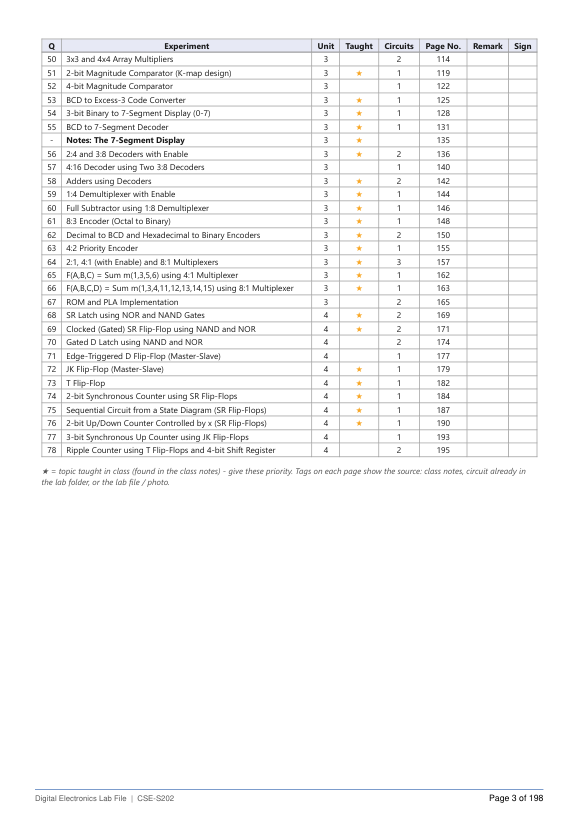 Q Experiment Unit Taught Circuits Page No. Remark Sign
50 3x3 and 4x4 Array Multipliers 3 2 114
51 2-bit Magnitude Comparator (K-map design) 3 ★ 1 119
52 4-bit Magnitude Comparator 3 1 122
53 BCD to Excess-3 Code Converter 3 ★ 1 125
54 3-bit Binary to 7-Segment Display (0-7) 3 ★ 1 128
55 BCD to 7-Segment Decoder 3 ★ 1 131
- Notes: The 7-Segment Display 3 ★ 135
56 2:4 and 3:8 Decoders with Enable 3 ★ 2 136
57 4:16 Decoder using Two 3:8 Decoders 3 1 140
58 Adders using Decoders 3 ★ 2 142
59 1:4 Demultiplexer with Enable 3 ★ 1 144
60 Full Subtractor using 1:8 Demultiplexer 3 ★ 1 146
61 8:3 Encoder (Octal to Binary) 3 ★ 1 148
62 Decimal to BCD and Hexadecimal to Binary Encoders 3 ★ 2 150
63 4:2 Priority Encoder 3 ★ 1 155
64 2:1, 4:1 (with Enable) and 8:1 Multiplexers 3 ★ 3 157
65 F(A,B,C) = Sum m(1,3,5,6) using 4:1 Multiplexer 3 ★ 1 162
66 F(A,B,C,D) = Sum m(1,3,4,11,12,13,14,15) using 8:1 Multiplexer 3 ★ 1 163
67 ROM and PLA Implementation 3 2 165
68 SR Latch using NOR and NAND Gates 4 ★ 2 169
69 Clocked (Gated) SR Flip-Flop using NAND and NOR 4 ★ 2 171
70 Gated D Latch using NAND and NOR 4 2 174
71 Edge-Triggered D Flip-Flop (Master-Slave) 4 1 177
72 JK Flip-Flop (Master-Slave) 4 ★ 1 179
73 T Flip-Flop 4 ★ 1 182
74 2-bit Synchronous Counter using SR Flip-Flops 4 ★ 1 184
75 Sequential Circuit from a State Diagram (SR Flip-Flops) 4 ★ 1 187
76 2-bit Up/Down Counter Controlled by x (SR Flip-Flops) 4 ★ 1 190
77 3-bit Synchronous Up Counter using JK Flip-Flops 4 1 193
78 Ripple Counter using T Flip-Flops and 4-bit Shift Register 4 2 195
★ = topic taught in class (found in the class notes) - give these priority. Tags on each page show the source: class notes, circuit already in
the lab folder, or the lab file / photo.
Digital Electronics Lab File | CSE-S202 Page 3 of 198